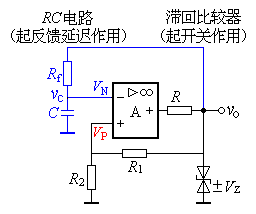 RC电路
(起反馈延迟作用)
滞回比较器
(起开关作用)
Rf
vC
C
VN
VP
− ▷∞
A +
+
R
vO
R1
R2
±VZ